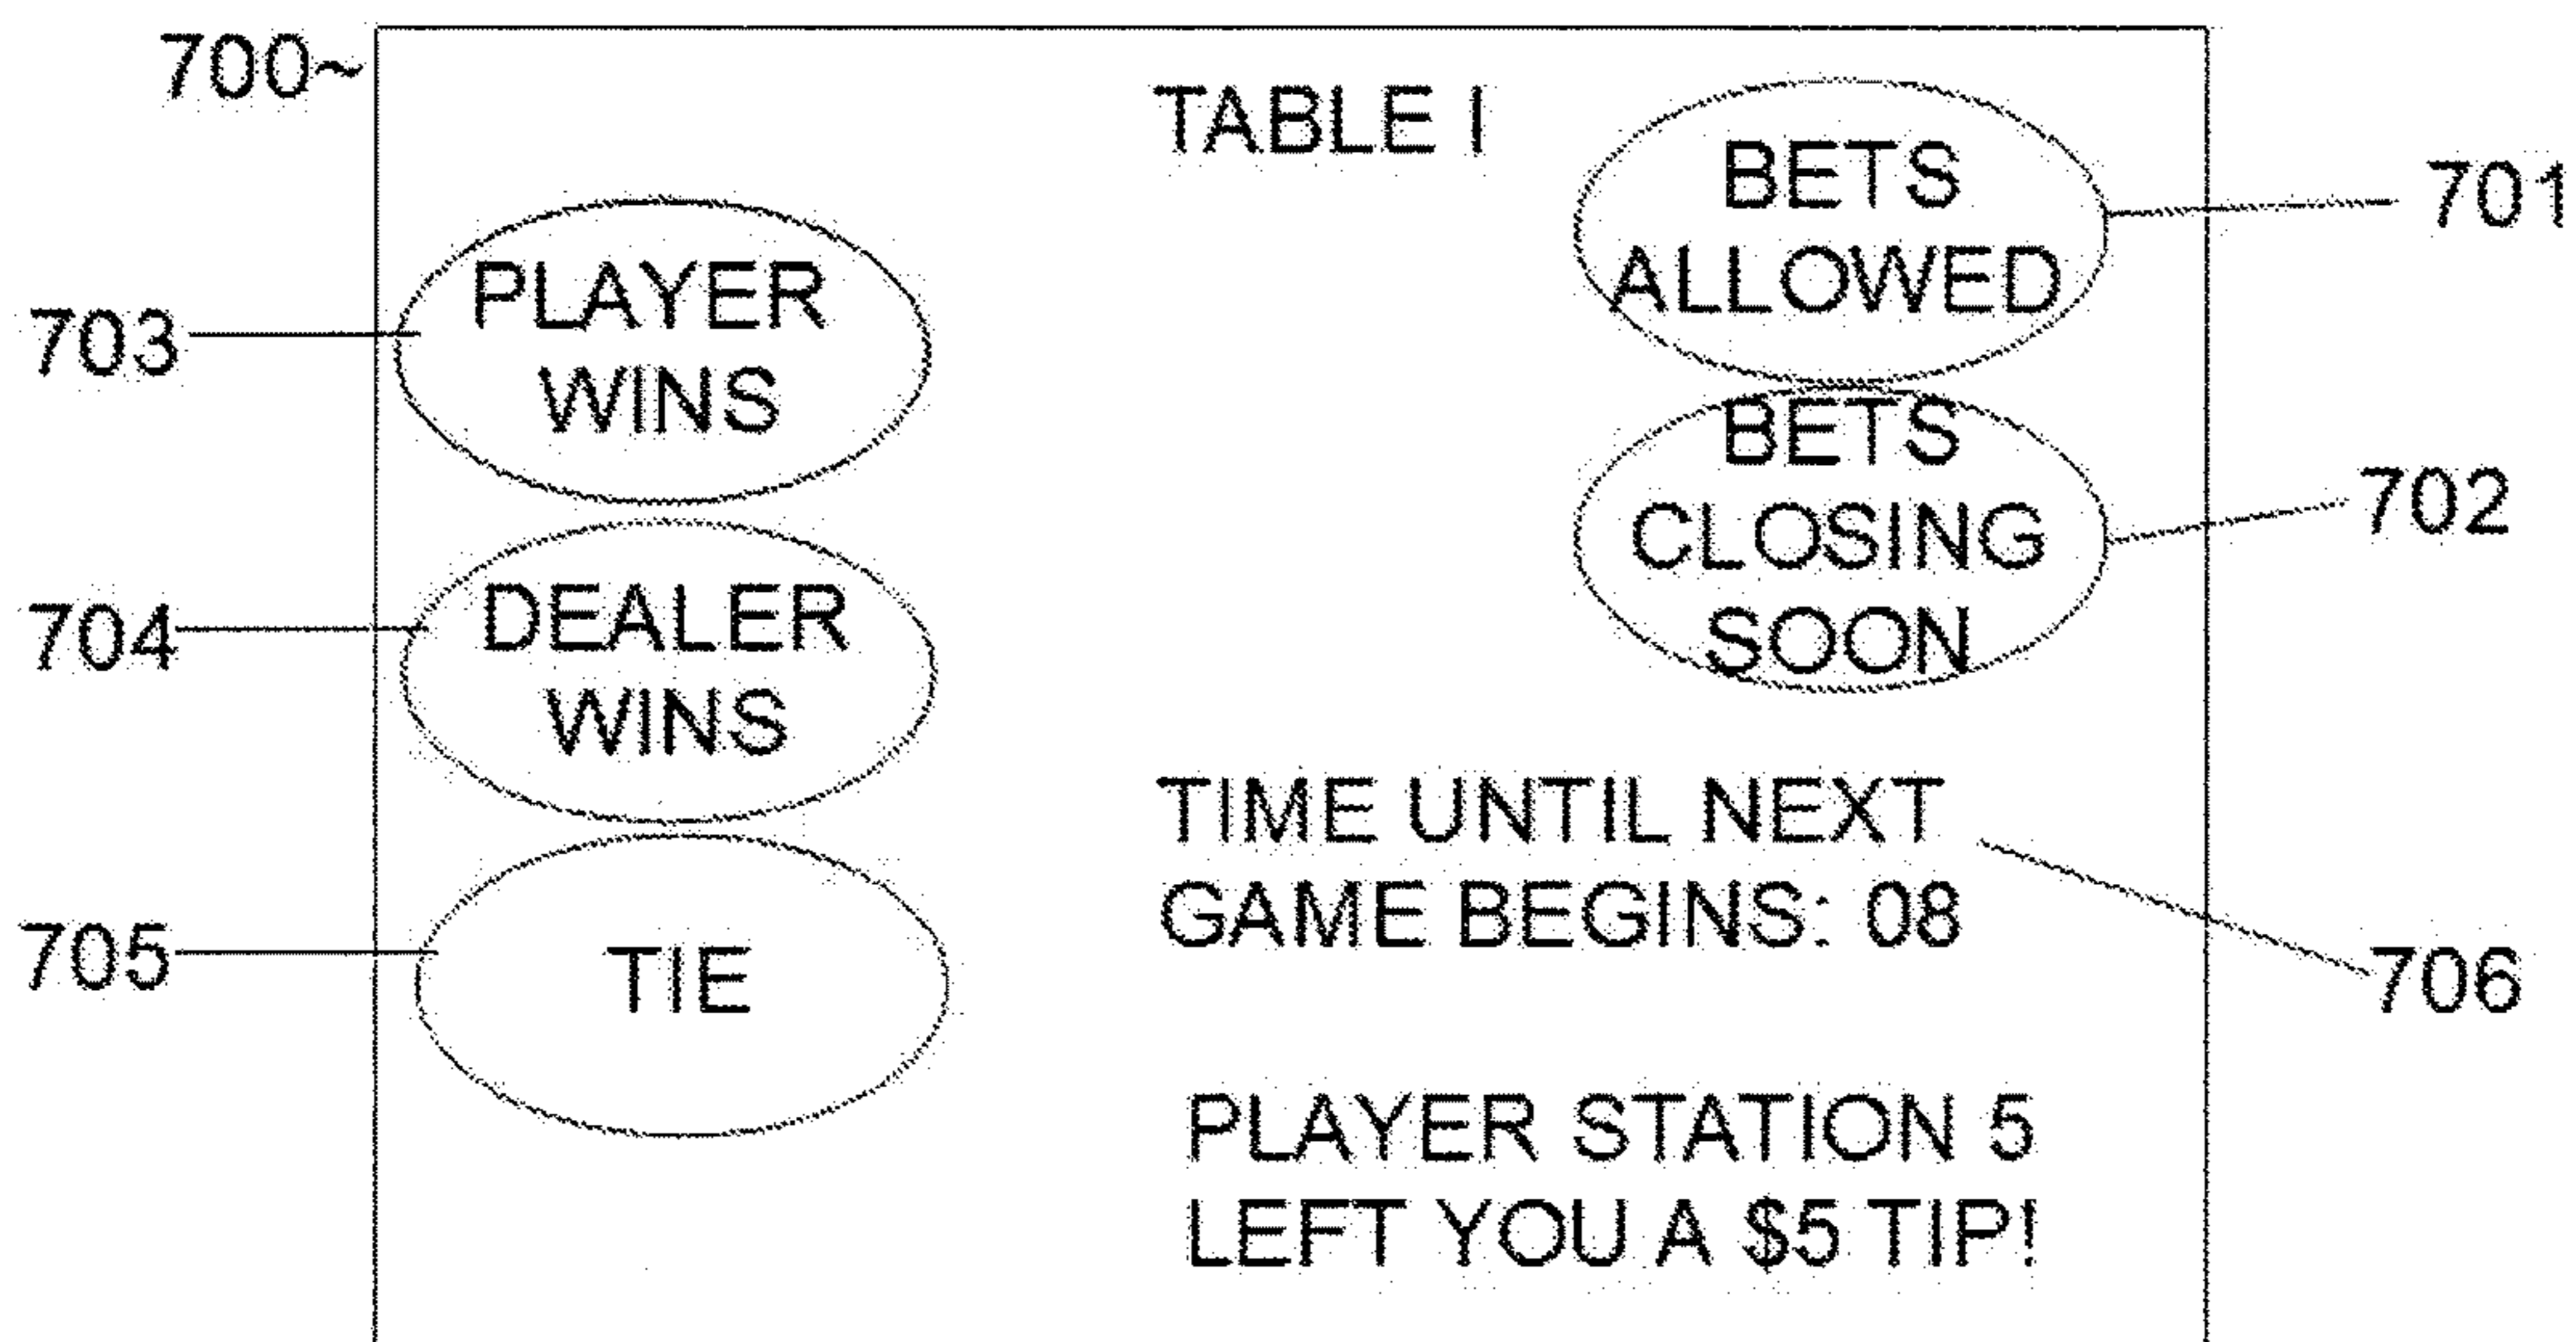 700~
TABLE I
BETS
ALLOWED
701
PLAYER
WINS
703
BETS
CLOSING
SOON
702
DEALER
WINS
704
TIME UNTIL NEXT
GAME BEGINS: 08
706
TIE
705
PLAYER STATION 5
LEFT YOU A $5 TIP!